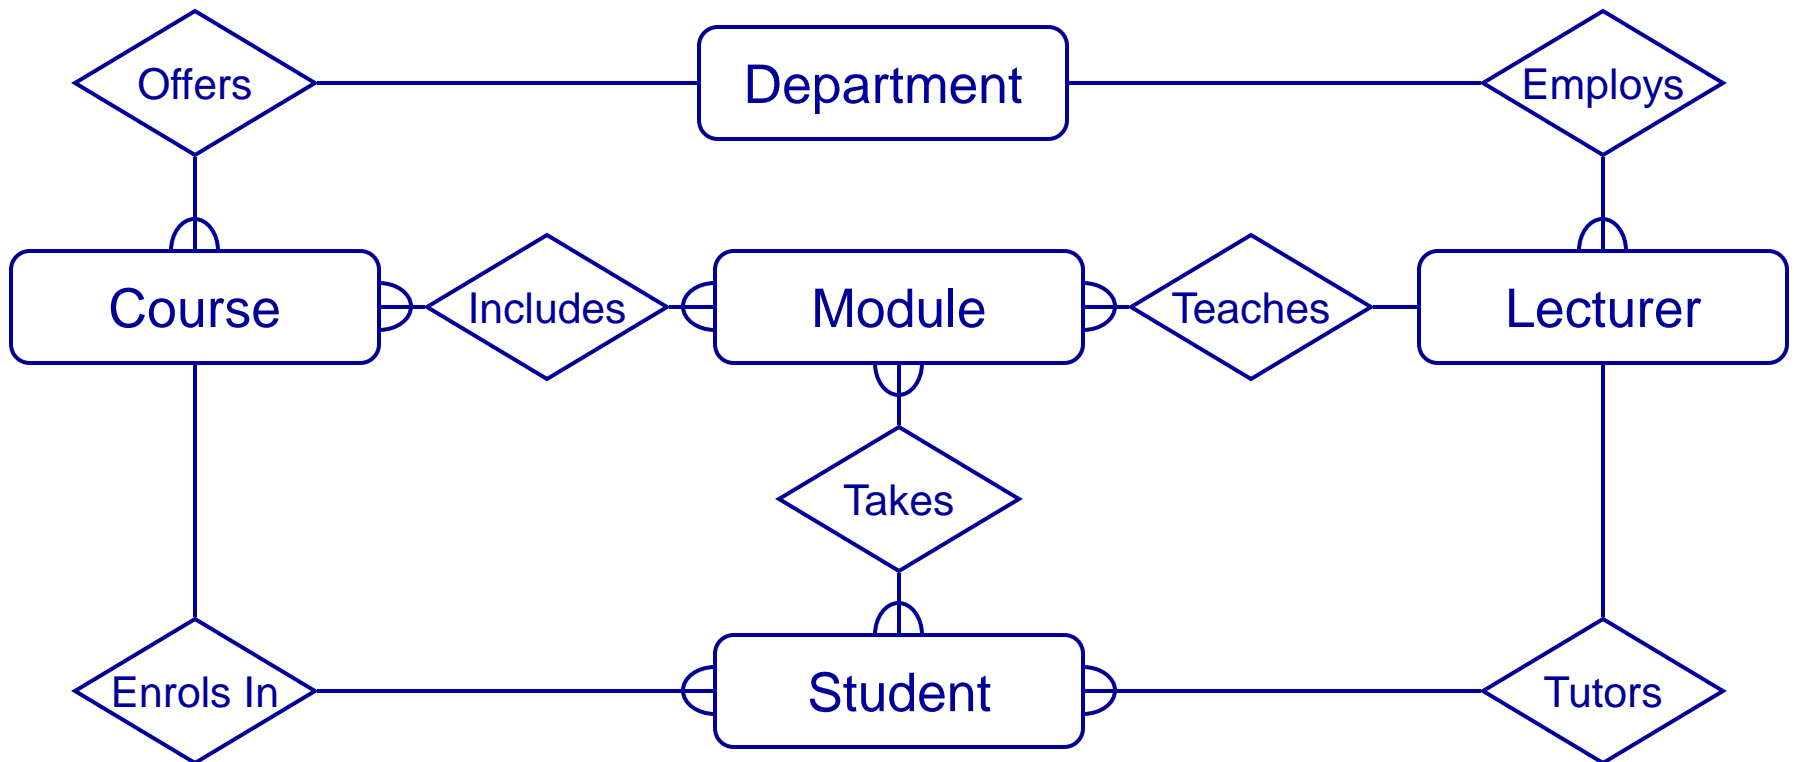 Offers
Department
Employs
Course
Includes
Module
Teaches
Lecturer
Takes
Enrols In
Student
Tutors